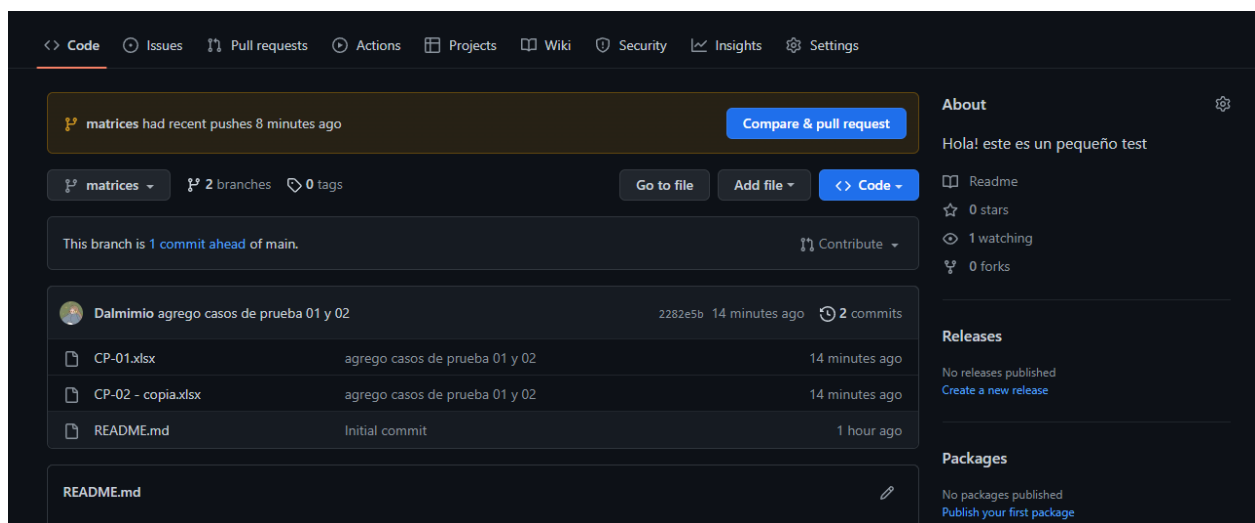 Code Issues Pull requests Actions Projects Wiki Security Insights Settings
matrices had recent pushes 8 minutes ago Compare & pull request
matrices 2 branches 0 tags Go to file Add file Code
This branch is 1 commit ahead of main. Contribute
Dalmimio agrego casos de prueba 01 y 02 2282e5b 14 minutes ago 2 commits
CP-01.xlsx agrego casos de prueba 01 y 02 14 minutes ago
CP-02 - copia.xlsx agrego casos de prueba 01 y 02 14 minutes ago
README.md Initial commit 1 hour ago
README.md
About
Hola! este es un pequeño test
Readme
0 stars
1 watching
0 forks
Releases
No releases published
Create a new release
Packages
No packages published
Publish your first package